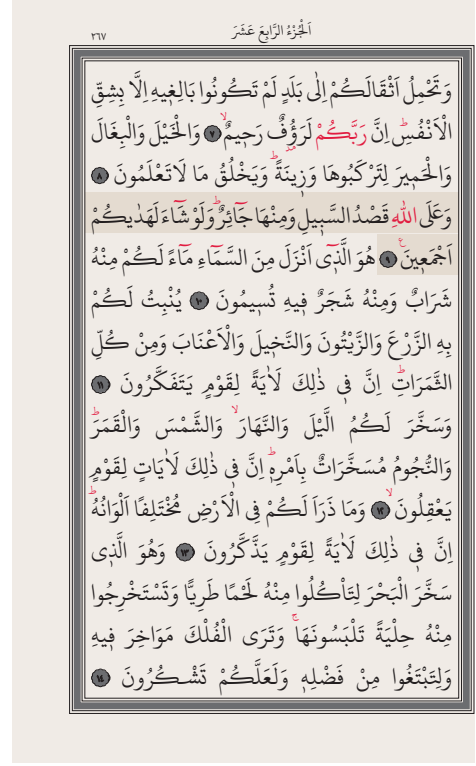 اَلْجُزْءُ الرَّابِعَ عَشَرَ
٢٦٧
وَتَحْمِلُ اَثْقَالَكُمْ اِلٰى بَلَدٍ لَمْ تَكُونُوا بَالِغٖيهِ اِلَّا بِشِقِّ
الْاَنْفُسِؕ اِنَّ رَبَّكُمْ لَرَؤُفٌ رَحٖيمٌۙ ٧ وَالْخَيْلَ وَالْبِغَالَ
وَالْحَمٖيرَ لِتَرْكَبُوهَا وَزٖينَةًؕ وَيَخْلُقُ مَا لَا تَعْلَمُونَ ٨
وَعَلَى اللّٰهِ قَصْدُ السَّبٖيلِ وَمِنْهَا جَٓائِرٌؕ وَلَوْ شَٓاءَ لَهَدٰيكُمْ
اَجْمَعٖينَࣖ ٩ هُوَ الَّذٖٓى اَنْزَلَ مِنَ السَّمَٓاءِ مَٓاءً لَكُمْ مِنْهُ
شَرَابٌ وَمِنْهُ شَجَرٌ فٖيهِ تُسٖيمُونَ ١٠ يُنْبِتُ لَكُمْ
بِهِ الزَّرْعَ وَالزَّيْتُونَ وَالنَّخٖيلَ وَالْاَعْنَابَ وَمِنْ كُلِّ
الثَّمَرَاتِؕ اِنَّ فٖى ذٰلِكَ لَاٰيَةً لِقَوْمٍ يَتَفَكَّرُونَ ١١
وَسَخَّرَ لَكُمُ الَّيْلَ وَالنَّهَارَۙ وَالشَّمْسَ وَالْقَمَرَؕ
وَالنُّجُومُ مُسَخَّرَاتٌ بِاَمْرِهٖؕ اِنَّ فٖى ذٰلِكَ لَاٰيَاتٍ لِقَوْمٍ
يَعْقِلُونَۙ ١٢ وَمَا ذَرَاَ لَكُمْ فِى الْاَرْضِ مُخْتَلِفًا اَلْوَانُهُؕ
اِنَّ فٖى ذٰلِكَ لَاٰيَةً لِقَوْمٍ يَذَّكَّرُونَ ١٣ وَهُوَ الَّذٖى
سَخَّرَ الْبَحْرَ لِتَاْكُلُوا مِنْهُ لَحْمًا طَرِيًّا وَتَسْتَخْرِجُوا
مِنْهُ حِلْيَةً تَلْبَسُونَهَاۚ وَتَرَى الْفُلْكَ مَوَاخِرَ فٖيهِ
وَلِتَبْتَغُوا مِنْ فَضْلِهٖ وَلَعَلَّكُمْ تَشْكُرُونَ ١٤